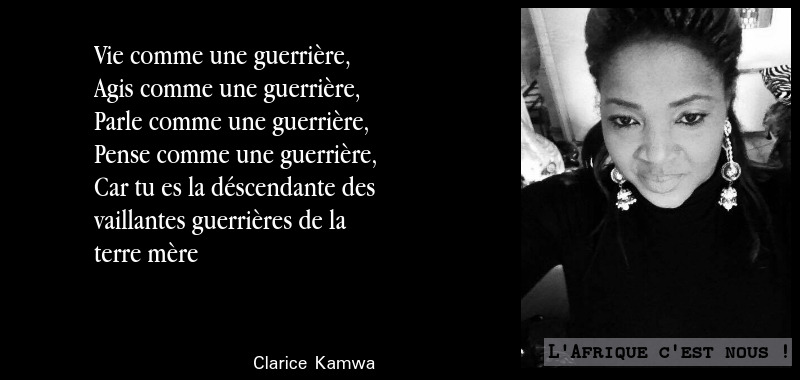 Vie comme une guerrière,
Agis comme une guerrière,
Parle comme une guerrière,
Pense comme une guerrière,
Car tu es la déscendante des
vaillantes guerrières de la
terre mère
Clarice Kamwa
L'Afrique c'est nous !